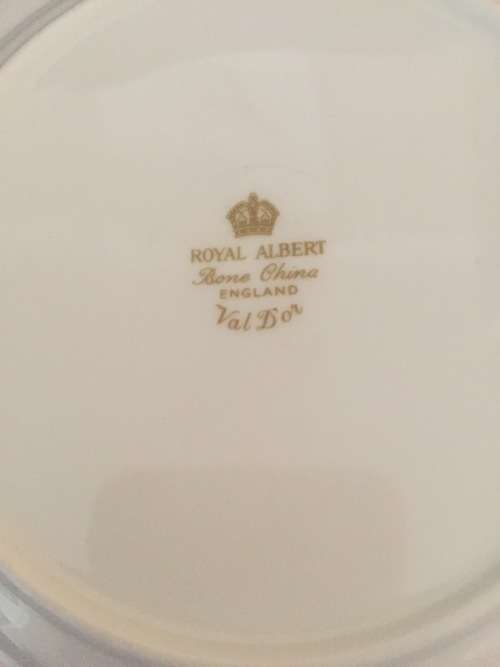 ROYAL ALBERT
Bone China
ENGLAND
Val D'or